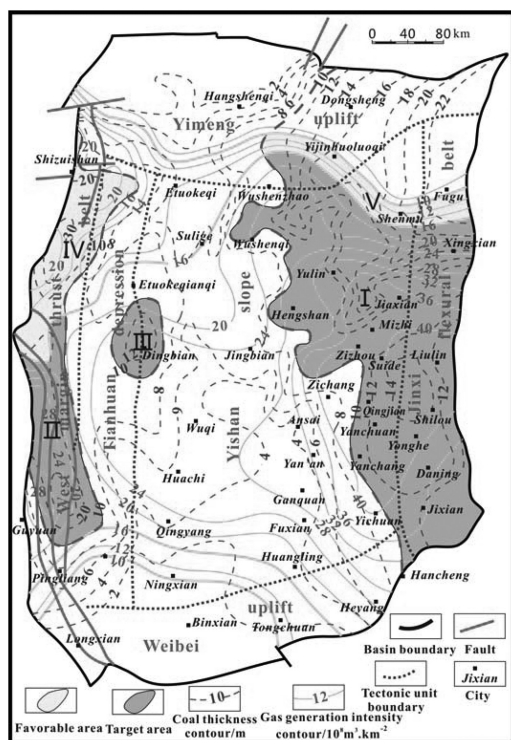 0 40 80 km
Hangshenqi
Dongsheng
Yimeng uplift
Yijinhuoluoqi
belt
Shizuishan
Fugu
Etuokeqi
Wushenzhao
V
Shenmu
belt
Wushenqi
Xingxian
IV
Sulige
Yulin
thrust
Etuokeqianqi
depression
slope
I
Jiaxian
flexural
Hengshan
Mizhi
III
Dingbian
Jingbian
Zizhou
Suide
Liulin
Zichang
margin
Tianhuan
Jinxi
II
Wuqi
Yishan
Ansai
Qingjian
Yanchuan
Shilou
Yan'an
Yonghe
West
Huachi
Yanchang
Daning
Ganquan
Jixian
Guyuan
Qingyang
Fuxian
Yichuan
Huangling
Pingliang
Ningxian
Hancheng
uplift
Heyang
Binxian
Tongchuan
Longxian
Weibei
Basin boundary
Fault
Jixian
Tectonic unit boundary
City
10
12
Favorable area
Target area
Coal thickness contour/m
Gas generation intensity contour/10⁸m³.km⁻²